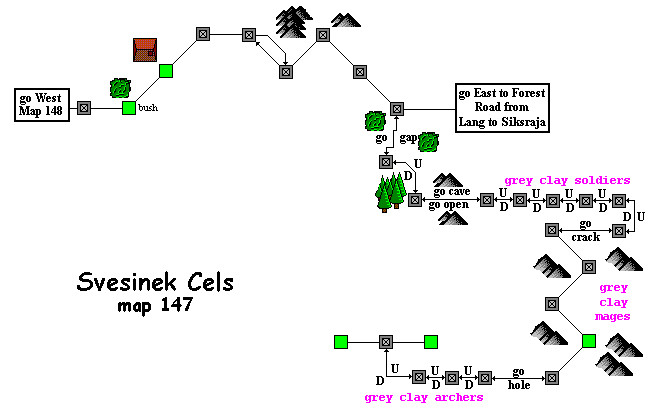 go West
Map 148
bush
go East to Forest
Road from
Lang to Siksraja
go gap
U
D
grey clay soldiers
go cave
go open
U U U U
D D D D
D U
go
crack
Svesinek Cels
map 147
grey
clay
mages
U
D
U U
D D
go
hole
grey clay archers